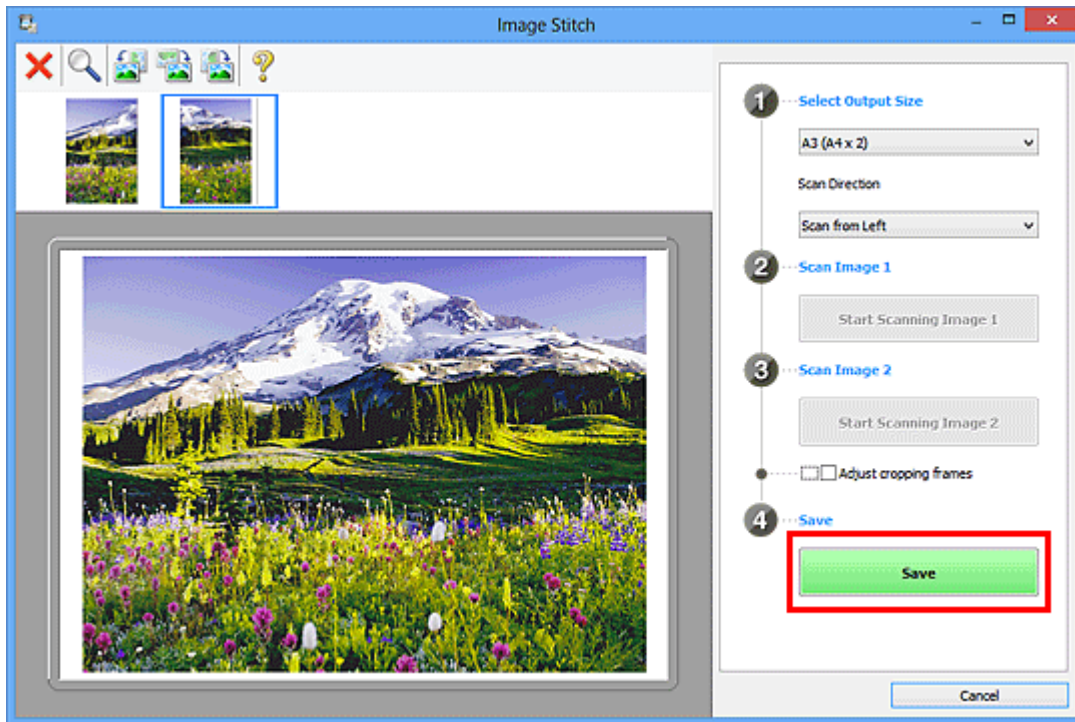 Image Stitch
1
Select Output Size
A3 (A4 x 2)
Scan Direction
Scan from Left
2
Scan Image 1
Start Scanning Image 1
3
Scan Image 2
Start Scanning Image 2
Adjust cropping frames
4
Save
Save
Cancel